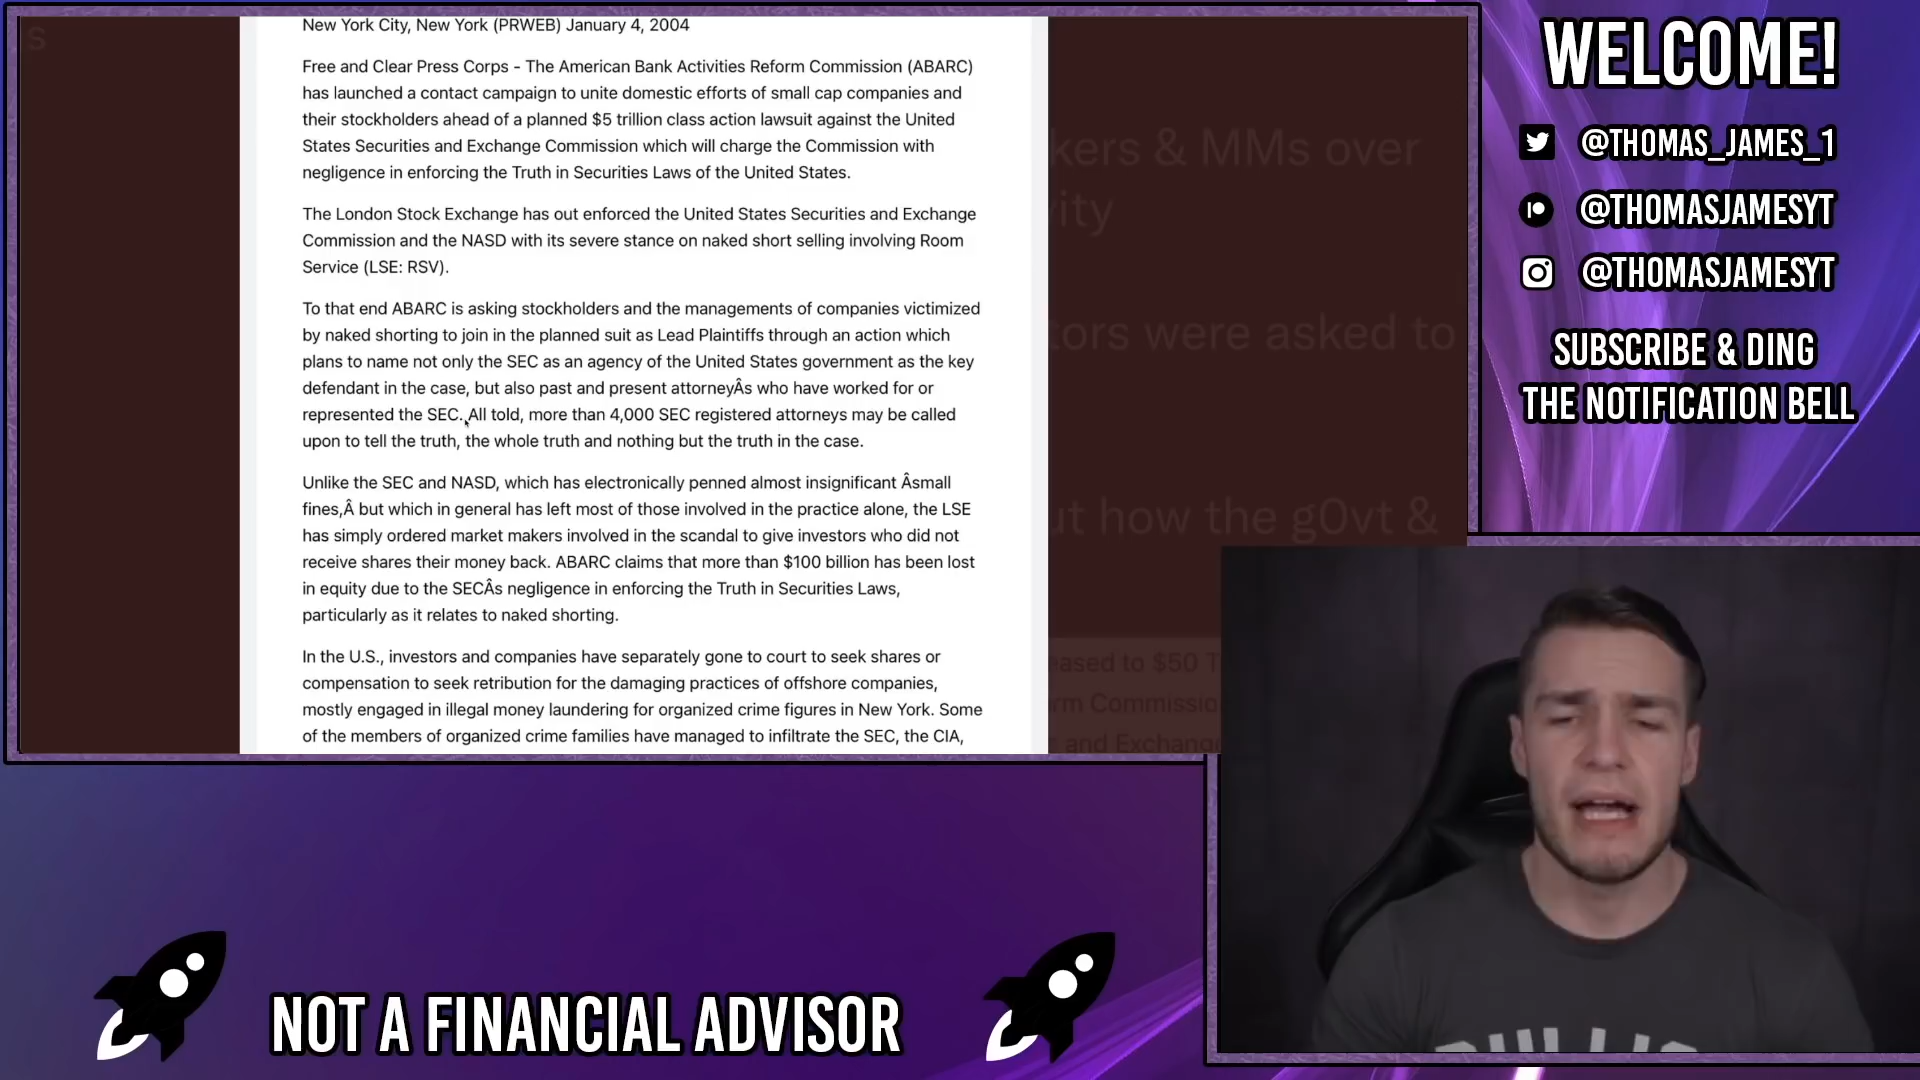 s
New York City, New York (PRWEB) January 4, 2004
Free and Clear Press Corps - The American Bank Activities Reform Commission (ABARC)
has launched a contact campaign to unite domestic efforts of small cap companies and
their stockholders ahead of a planned $5 trillion class action lawsuit against the United
States Securities and Exchange Commission which will charge the Commission with
negligence in enforcing the Truth in Securities Laws of the United States.
The London Stock Exchange has out enforced the United States Securities and Exchange
Commission and the NASD with its severe stance on naked short selling involving Room
Service (LSE: RSV).
To that end ABARC is asking stockholders and the managements of companies victimized
by naked shorting to join in the planned suit as Lead Plaintiffs through an action which
plans to name not only the SEC as an agency of the United States government as the key
defendant in the case, but also past and present attorneyÂs who have worked for or
represented the SEC. All told, more than 4,000 SEC registered attorneys may be called
upon to tell the truth, the whole truth and nothing but the truth in the case.
Unlike the SEC and NASD, which has electronically penned almost insignificant Âsmall
fines,Â but which in general has left most of those involved in the practice alone, the LSE
has simply ordered market makers involved in the scandal to give investors who did not
receive shares their money back. ABARC claims that more than $100 billion has been lost
in equity due to the SECÂs negligence in enforcing the Truth in Securities Laws,
particularly as it relates to naked shorting.
In the U.S., investors and companies have separately gone to court to seek shares or
compensation to seek retribution for the damaging practices of offshore companies,
mostly engaged in illegal money laundering for organized crime figures in New York. Some
of the members of organized crime families have managed to infiltrate the SEC, the CIA,
kers & MMs over
ity
tors were asked to
ut how the g0vt &
eased to $50 T
rm Commissio
and Exchange
WELCOME!
@THOMAS_JAMES_1
@THOMASJAMESYT
@THOMASJAMESYT
SUBSCRIBE & DING
THE NOTIFICATION BELL
NOT A FINANCIAL ADVISOR